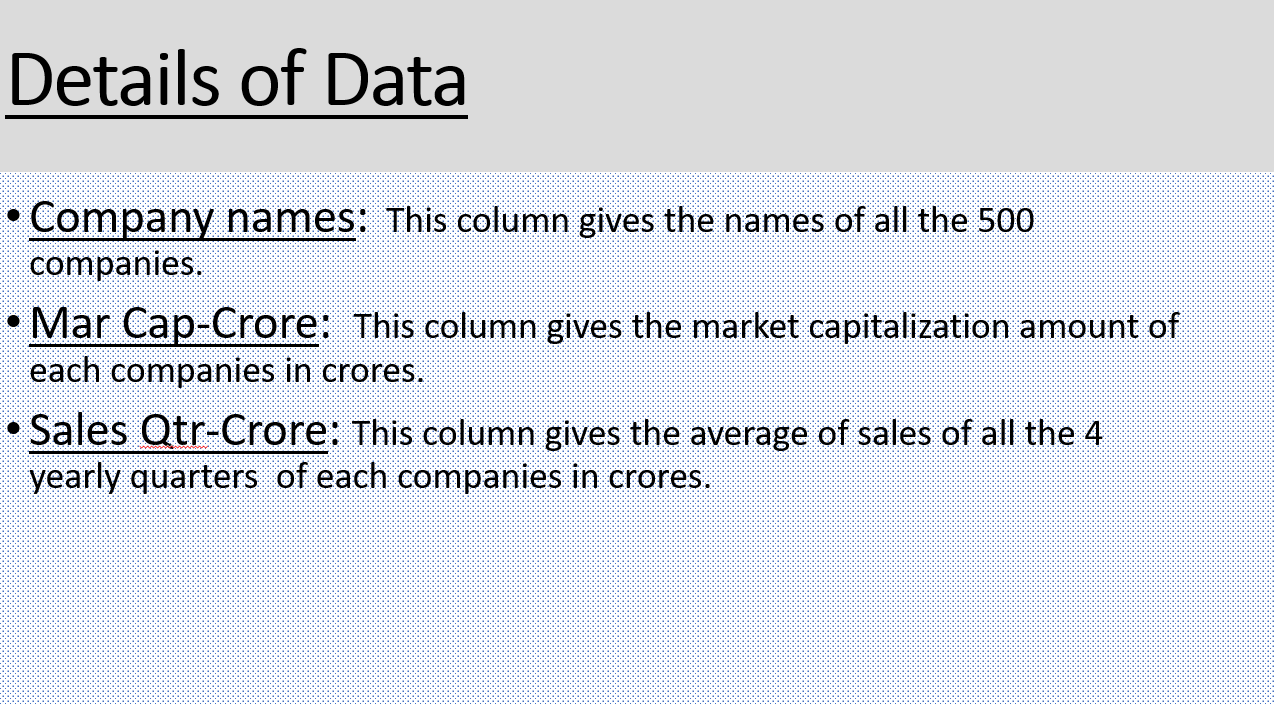 Details of Data
• Company names:  This column gives the names of all the 500
companies.
• Mar Cap-Crore:  This column gives the market capitalization amount of
each companies in crores.
• Sales Qtr-Crore: This column gives the average of sales of all the 4
yearly quarters  of each companies in crores.